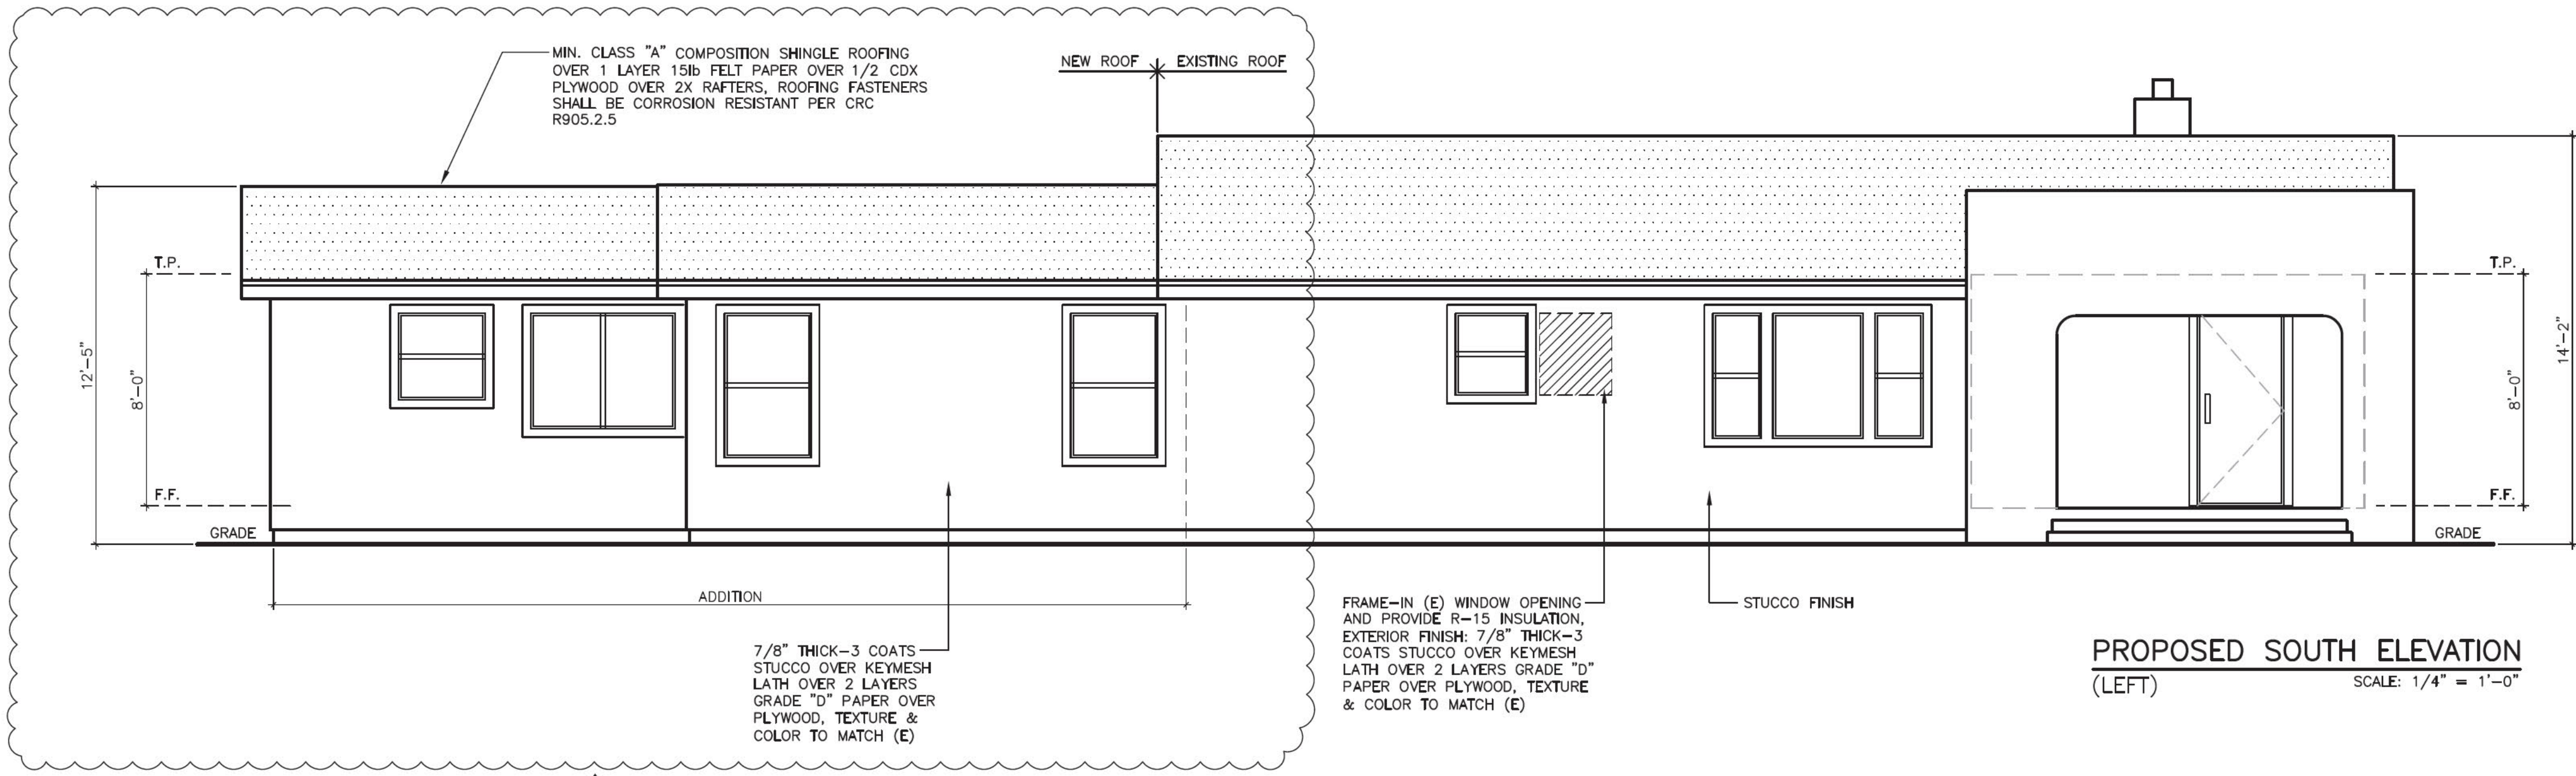 MIN. CLASS "A" COMPOSITION SHINGLE ROOFING
OVER 1 LAYER 15lb FELT PAPER OVER 1/2 CDX
PLYWOOD OVER 2X RAFTERS, ROOFING FASTENERS
SHALL BE CORROSION RESISTANT PER CRC
R905.2.5
NEW ROOF
EXISTING ROOF
T.P.
12'-5"
8'-0"
F.F.
GRADE
T.P.
14'-2"
8'-0"
F.F.
GRADE
ADDITION
7/8" THICK-3 COATS
STUCCO OVER KEYMESH
LATH OVER 2 LAYERS
GRADE "D" PAPER OVER
PLYWOOD, TEXTURE &
COLOR TO MATCH (E)
FRAME-IN (E) WINDOW OPENING
AND PROVIDE R-15 INSULATION,
EXTERIOR FINISH: 7/8" THICK-3
COATS STUCCO OVER KEYMESH
LATH OVER 2 LAYERS GRADE "D"
PAPER OVER PLYWOOD, TEXTURE
& COLOR TO MATCH (E)
STUCCO FINISH
PROPOSED SOUTH ELEVATION
(LEFT)
SCALE: 1/4" = 1'-0"